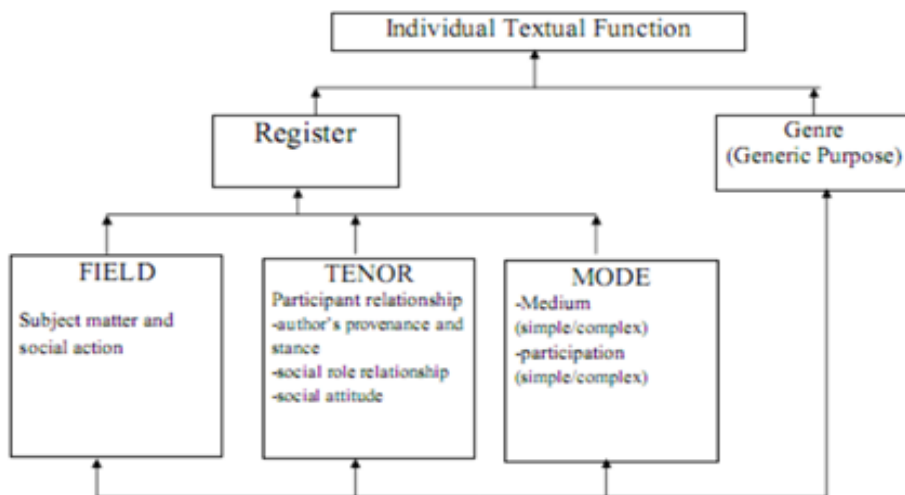 Individual Textual Function
Register
Genre
(Generic Purpose)
FIELD
Subject matter and
social action
TENOR
Participant relationship
-author's provenance and
stance
-social role relationship
-social attitude
MODE
-Medium
(simple/complex)
-participation
(simple/complex)